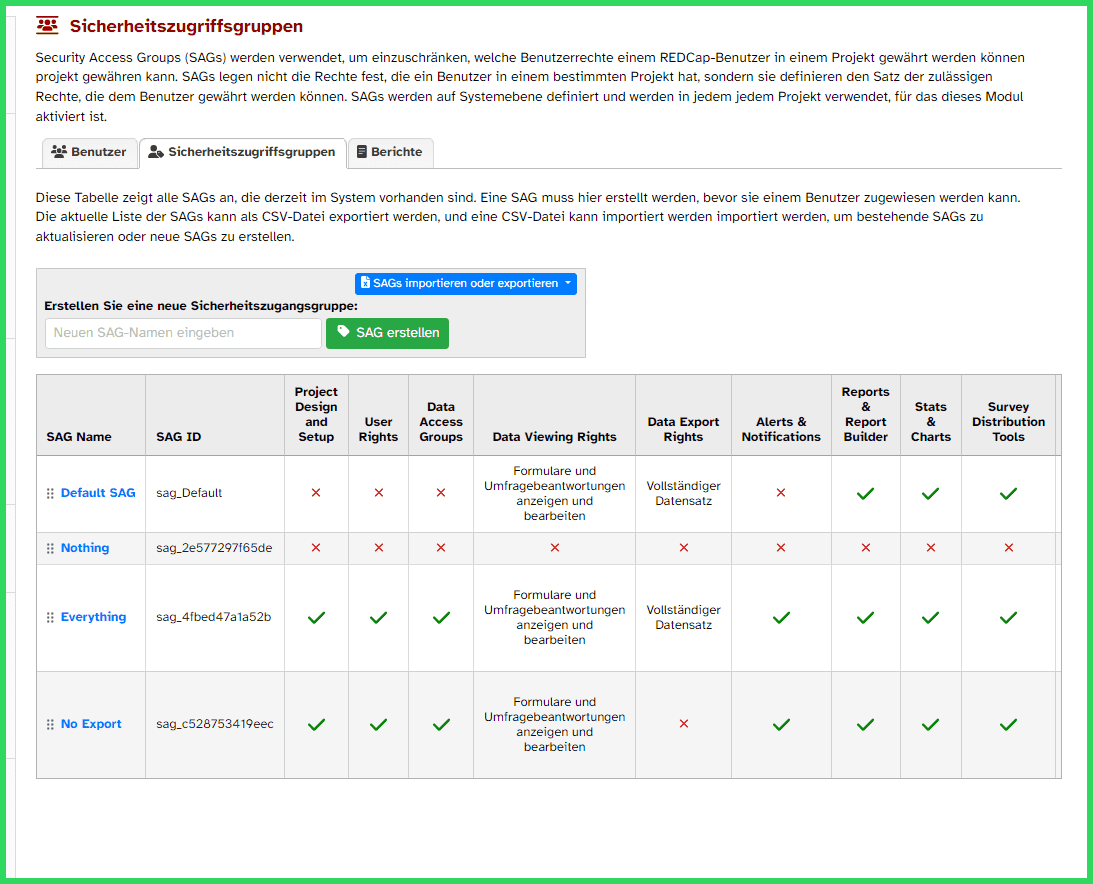 Sicherheitszugriffsgruppen
Security Access Groups (SAGs) werden verwendet, um einzuschränken, welche Benutzerrechte einem REDCap-Benutzer in einem Projekt gewährt werden können
projekt gewähren kann. SAGs legen nicht die Rechte fest, die ein Benutzer in einem bestimmten Projekt hat, sondern sie definieren den Satz der zulässigen
Rechte, die dem Benutzer gewährt werden können. SAGs werden auf Systemebene definiert und werden in jedem jedem Projekt verwendet, für das dieses Modul
aktiviert ist.
Benutzer Sicherheitszugriffsgruppen Berichte
Diese Tabelle zeigt alle SAGs an, die derzeit im System vorhanden sind. Eine SAG muss hier erstellt werden, bevor sie einem Benutzer zugewiesen werden kann.
Die aktuelle Liste der SAGs kann als CSV-Datei exportiert werden, und eine CSV-Datei kann importiert werden importiert werden, um bestehende SAGs zu
aktualisieren oder neue SAGs zu erstellen.
SAGs importieren oder exportieren
Erstellen Sie eine neue Sicherheitszugangsgruppe:
Neuen SAG-Namen eingeben
SAG erstellen
SAG Name
SAG ID
Project
Design
and
Setup
User
Rights
Data
Access
Groups
Data Viewing Rights
Data Export
Rights
Alerts &
Notifications
Reports
&
Report
Builder
Stats
&
Charts
Survey
Distribution
Tools
Default SAG
sag_Default
Formulare und
Umfragebeantwortungen
anzeigen und
bearbeiten
Vollständiger
Datensatz
Nothing
sag_2e577297f65de
Everything
sag_4fbed47a1a52b
Formulare und
Umfragebeantwortungen
anzeigen und
bearbeiten
Vollständiger
Datensatz
No Export
sag_c528753419eec
Formulare und
Umfragebeantwortungen
anzeigen und
bearbeiten